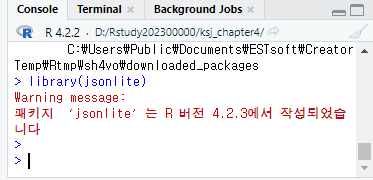 Console Terminal × Background Jobs ×
R 4.2.2 · D:/Rstudy202300000/ksj_chapter4/
C:₩Users₩Public₩Documents₩ESTsoft₩Creator
Temp₩Rtmp₩sh4vo₩downloaded_packages
> library(jsonlite)
Warning message:
패키지 ‘jsonlite’는 R 버전 4.2.3에서 작성되었습
니다
>
>